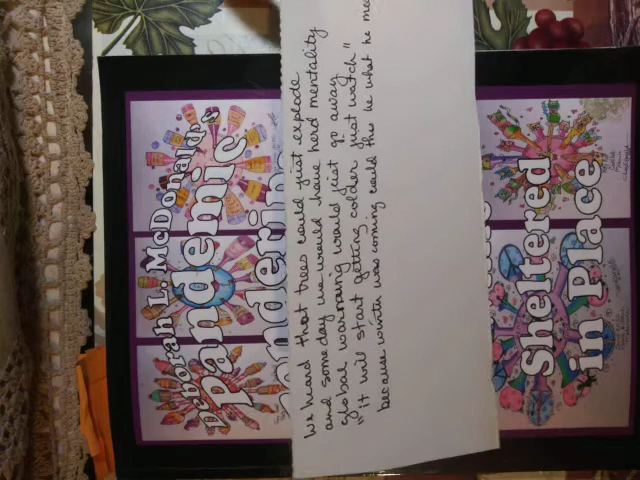 Deborah L. McDonald's
Pandemic
We heard that trees could just explode
and someday we would have herd mentality
global warming would just go away
"it will start getting colder just watch"
because winter was coming could this be what he
Sheltered
in Place